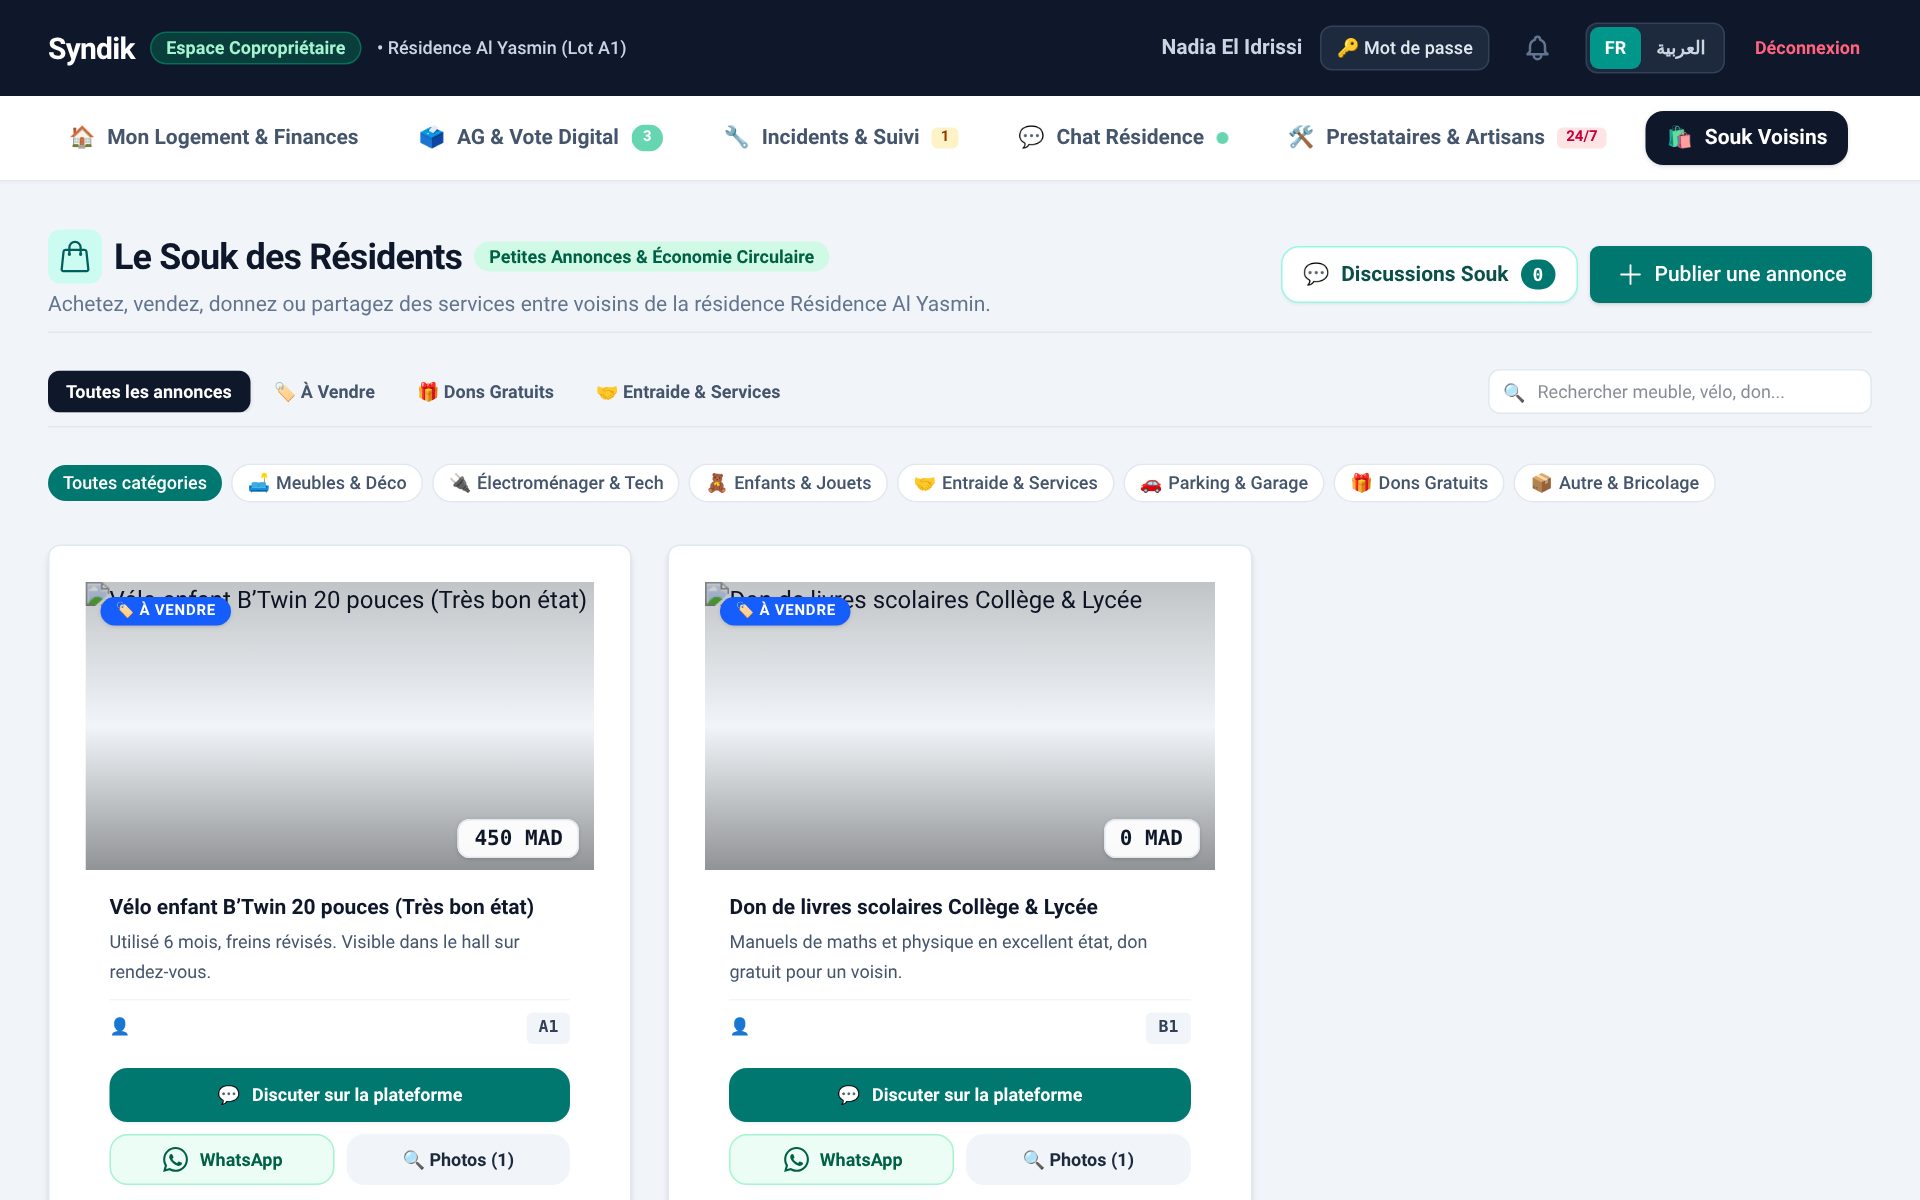 Syndik
Espace Copropriétaire
• Résidence Al Yasmin (Lot A1)
Nadia El Idrissi
Mot de passe
FR
العربية
Déconnexion
Mon Logement & Finances
AG & Vote Digital 3
Incidents & Suivi 1
Chat Résidence
Prestataires & Artisans 24/7
Souk Voisins
Le Souk des Résidents
Petites Annonces & Économie Circulaire
Achetez, vendez, donnez ou partagez des services entre voisins de la résidence Résidence Al Yasmin.
Discussions Souk 0
Publier une annonce
Toutes les annonces
À Vendre
Dons Gratuits
Entraide & Services
Rechercher meuble, vélo, don...
Toutes catégories
Meubles & Déco
Électroménager & Tech
Enfants & Jouets
Entraide & Services
Parking & Garage
Dons Gratuits
Autre & Bricolage
Vélo enfant B’Twin 20 pouces (Très bon état)
À VENDRE
450 MAD
Vélo enfant B’Twin 20 pouces (Très bon état)
Utilisé 6 mois, freins révisés. Visible dans le hall sur
rendez-vous.
A1
Discuter sur la plateforme
WhatsApp
Photos (1)
Don de livres scolaires Collège & Lycée
À VENDRE
0 MAD
Don de livres scolaires Collège & Lycée
Manuels de maths et physique en excellent état, don
gratuit pour un voisin.
B1
Discuter sur la plateforme
WhatsApp
Photos (1)